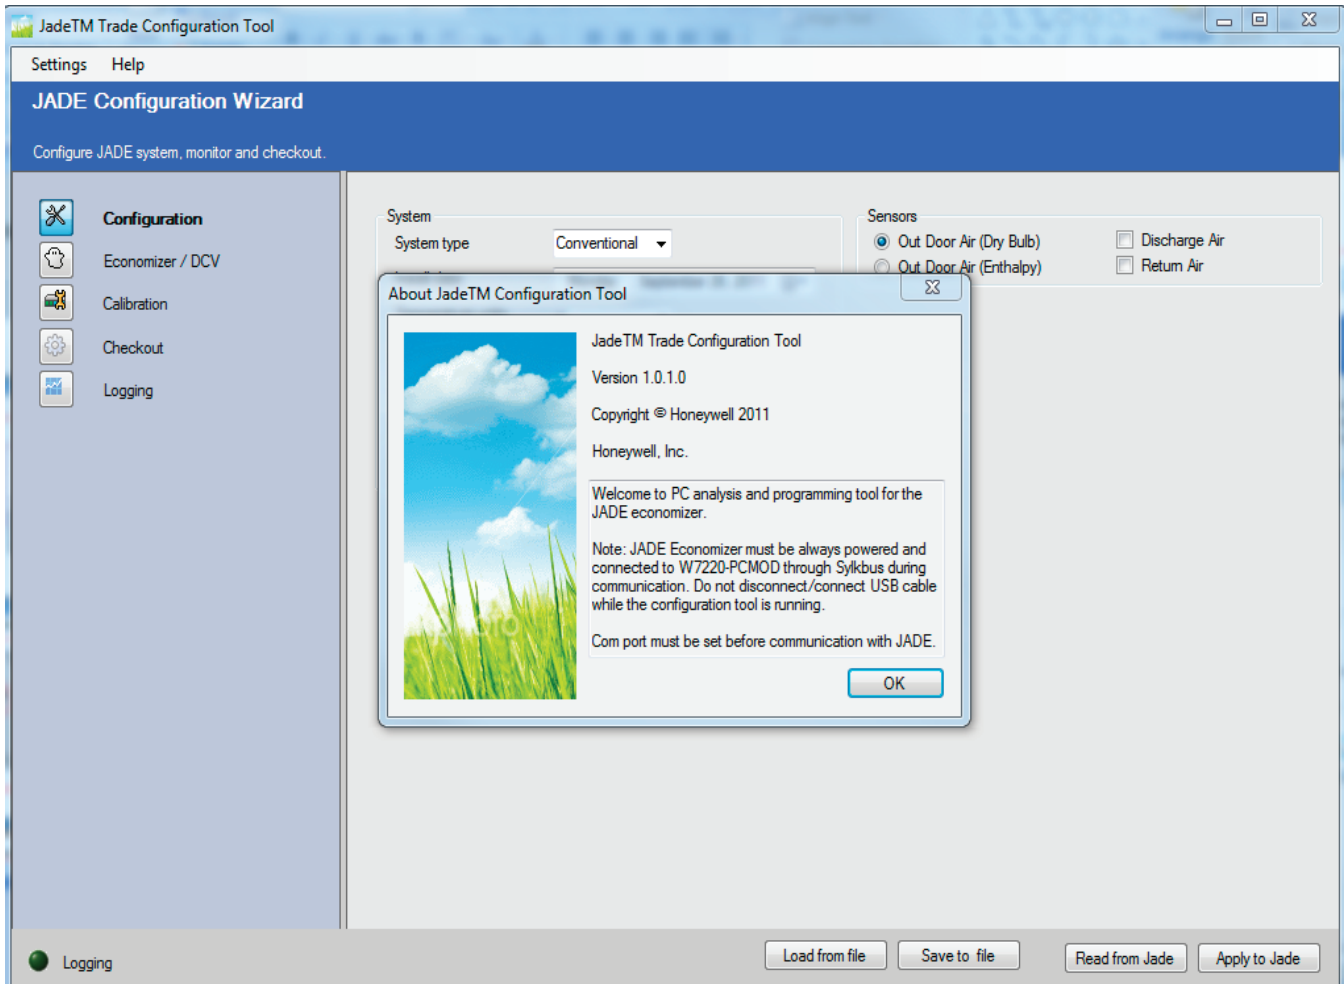 JadeTM Trade Configuration Tool
Settings Help
JADE Configuration Wizard
Configure JADE system, monitor and checkout.
Configuration
Economizer / DCV
Calibration
Checkout
Logging
System
System type Conventional
Sensors
Out Door Air (Dry Bulb) Discharge Air
Out Door Air (Enthalpy) Return Air
About JadeTM Configuration Tool
JadeTM Trade Configuration Tool
Version 1.0.1.0
Copyright © Honeywell 2011
Honeywell, Inc.
Welcome to PC analysis and programming tool for the
JADE economizer.
Note: JADE Economizer must be always powered and
connected to W7220-PCMOD through Sylkbus during
communication. Do not disconnect/connect USB cable
while the configuration tool is running.
Com port must be set before communication with JADE.
OK
Logging
Load from file Save to file Read from Jade Apply to Jade